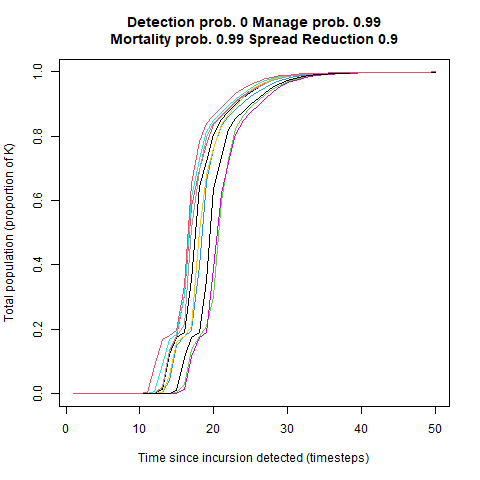 Detection prob. 0 Manage prob. 0.99
Mortality prob. 0.99 Spread Reduction 0.9
Total population (proportion of K)
1.0
0.8
0.6
0.4
0.2
0.0
0 10 20 30 40 50
Time since incursion detected (timesteps)